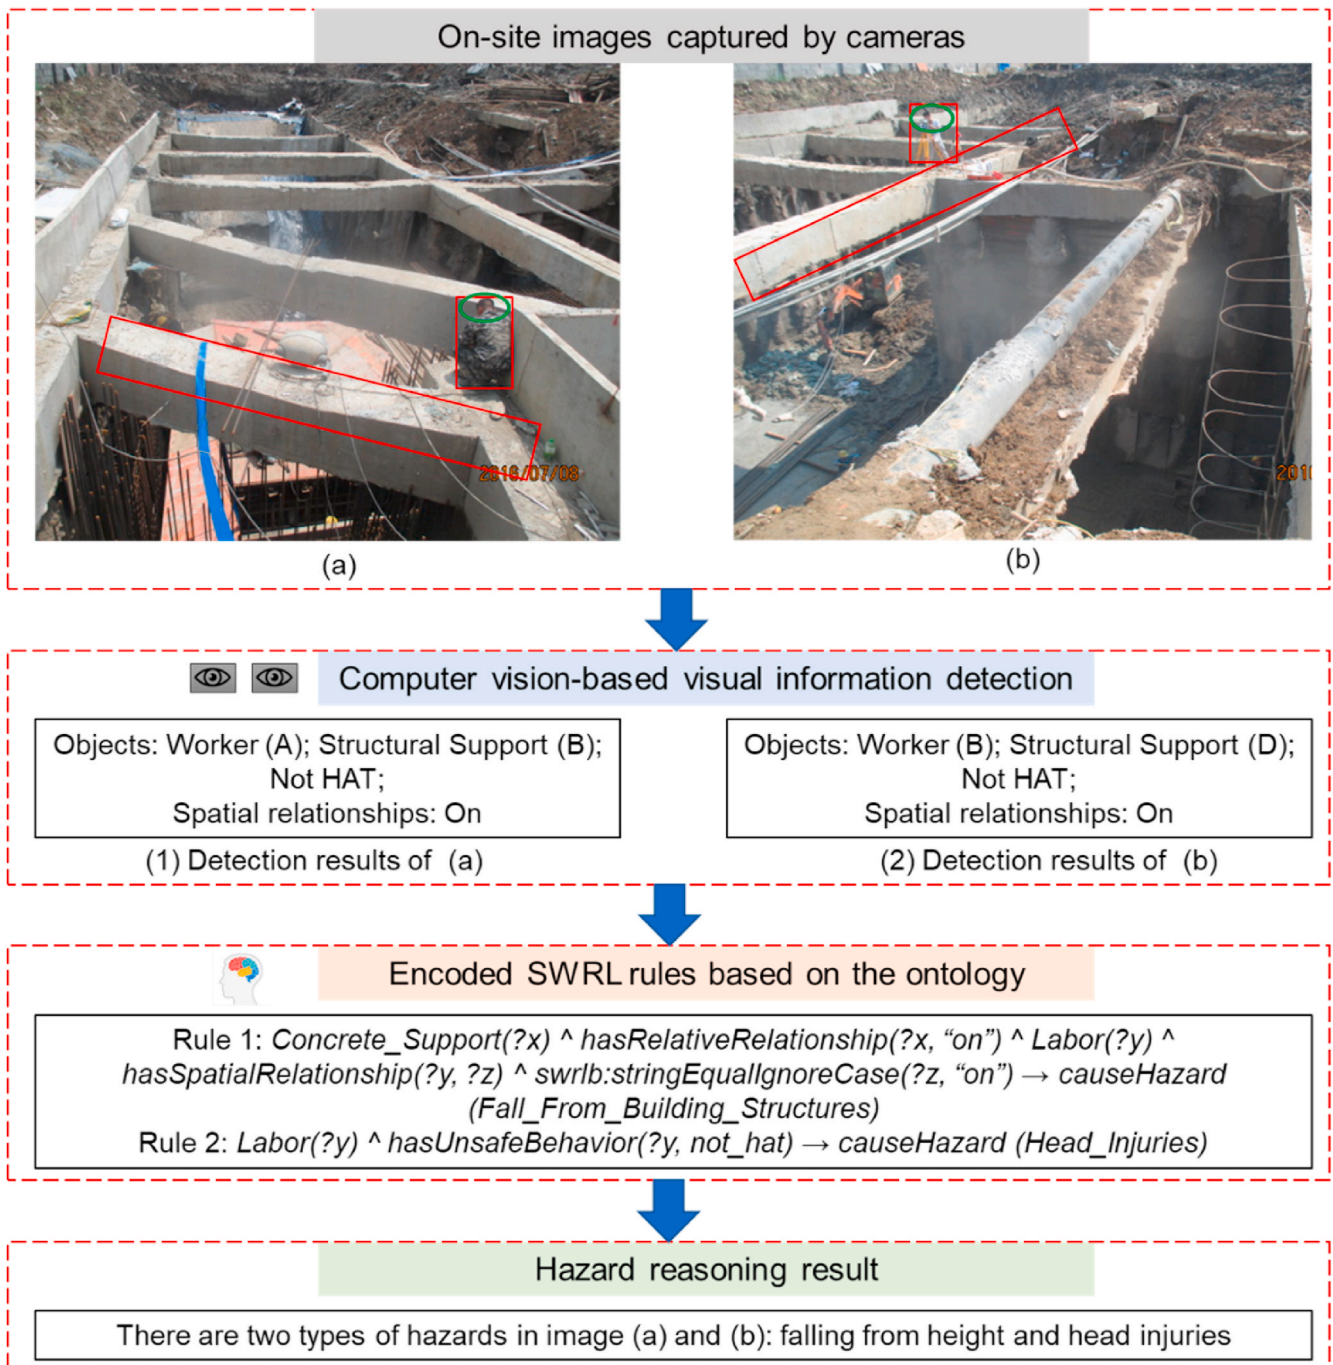 On-site images captured by cameras
2016/07/08
201
(a)
(b)
Computer vision-based visual information detection
Objects: Worker (A); Structural Support (B);
Not HAT;
Spatial relationships: On
(1) Detection results of (a)
Objects: Worker (B); Structural Support (D);
Not HAT;
Spatial relationships: On
(2) Detection results of (b)
Encoded SWRL rules based on the ontology
Rule 1: Concrete_Support(?x) ^ hasRelativeRelationship(?x, “on”) ^ Labor(?y) ^
hasSpatialRelationship(?y, ?z) ^ swrlb:stringEqualIgnoreCase(?z, “on”) → causeHazard
(Fall_From_Building_Structures)
Rule 2: Labor(?y) ^ hasUnsafeBehavior(?y, not_hat) → causeHazard (Head_Injuries)
Hazard reasoning result
There are two types of hazards in image (a) and (b): falling from height and head injuries